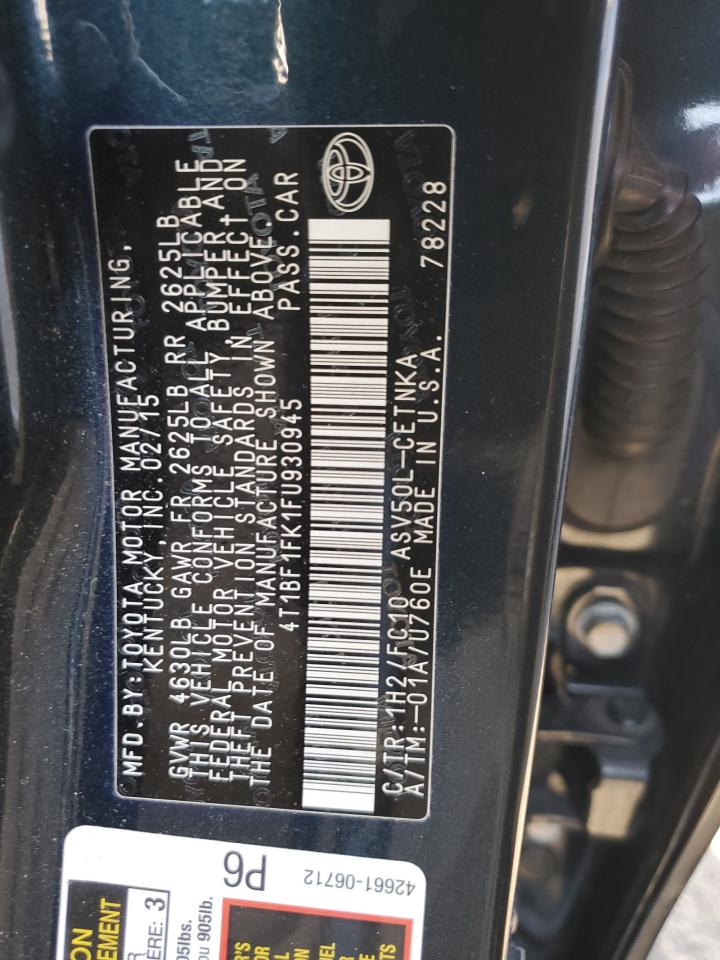 MFD.BY:TOYOTA MOTOR MANUFACTURING,
KENTUCKY, INC. 02/15
GVWR 4630LB GAWR FR 2625LB RR 2625LB
THIS VEHICLE CONFORMS TO ALL APPLICABLE
FEDERAL MOTOR VEHICLE SAFETY, BUMPER, AND
THEFT PREVENTION STANDARDS IN EFFECT ON
THE DATE OF MANUFACTURE SHOWN ABOVE.
4T1BF1FK1FU930945 PASS.CAR
C/TR:1H2/FC10 ASV50L-CETNKA
A/TM:-01A/U760E MADE IN U.S.A. 78228
P6
42661-06712